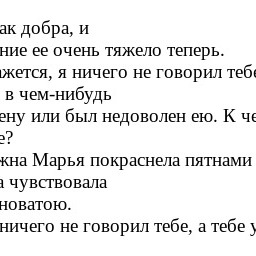 ак добра, и
ние ее очень тяжело теперь.
жется, я ничего не говорил тебе
в чем-нибудь
ену или был недоволен ею. К че
е?
жна Марья покраснела пятнами
а чувствовала
новатою.
ничего не говорил тебе, а тебе у